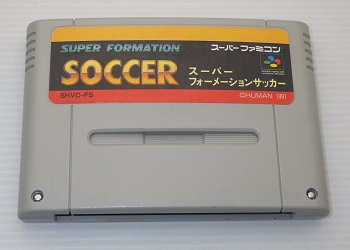 SUPER FORMATION
スーパーファミコン
SOCCER
スーパー
フォーメーションサッカー
SHVC-FS
©HUMAN 1991